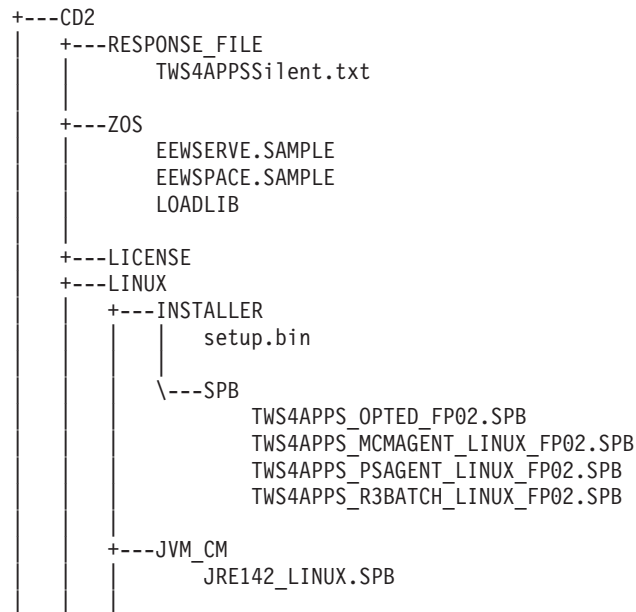 +---CD2
|   +---RESPONSE_FILE
|   |       TWS4APPSSilent.txt
|   |
|   +---ZOS
|   |       EEWSERVE.SAMPLE
|   |       EEWSPACE.SAMPLE
|   |       LOADLIB
|   |
|   +---LICENSE
|   +---LINUX
|   |   +---INSTALLER
|   |   |   |   setup.bin
|   |   |   |
|   |   |   \---SPB
|   |   |           TWS4APPS_OPTED_FP02.SPB
|   |   |           TWS4APPS_MCMAGENT_LINUX_FP02.SPB
|   |   |           TWS4APPS_PSAGENT_LINUX_FP02.SPB
|   |   |           TWS4APPS_R3BATCH_LINUX_FP02.SPB
|   |   |
|   |   +---JVM_CM
|   |   |       JRE142_LINUX.SPB
|   |   |